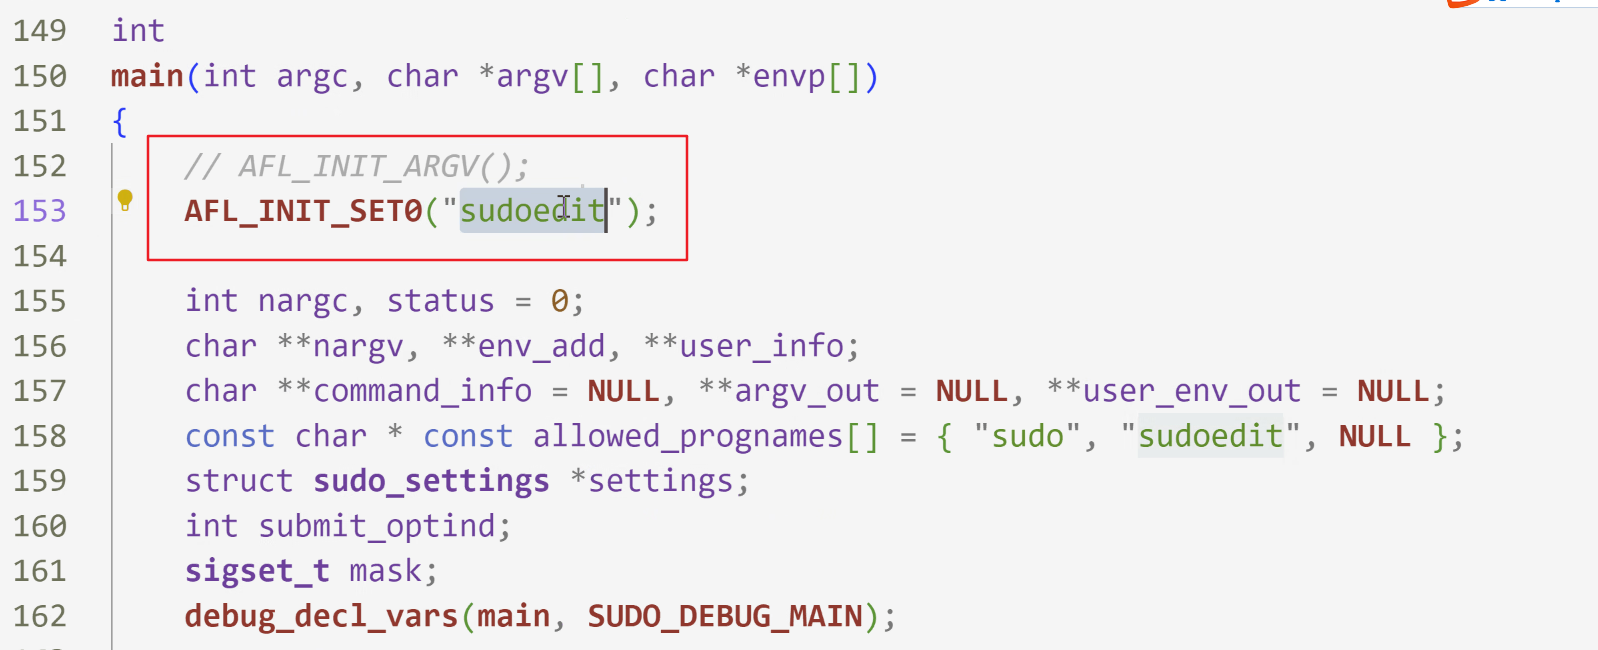 149 int
150 main(int argc, char *argv[], char *envp[])
151 {
152 // AFL_INIT_ARGV();
153 AFL_INIT_SET0("sudoedit");
154
155 int nargc, status = 0;
156 char **nargv, **env_add, **user_info;
157 char **command_info = NULL, **argv_out = NULL, **user_env_out = NULL;
158 const char * const allowed_prognames[] = { "sudo", "sudoedit", NULL };
159 struct sudo_settings *settings;
160 int submit_optind;
161 sigset_t mask;
162 debug_decl_vars(main, SUDO_DEBUG_MAIN);